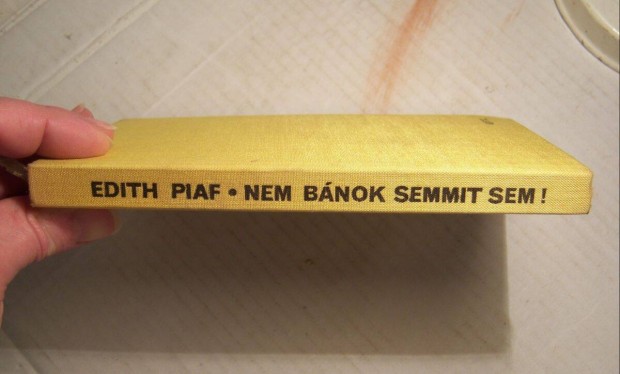 EDITH PIAF • NEM BÁNOK SEMMIT SEM!